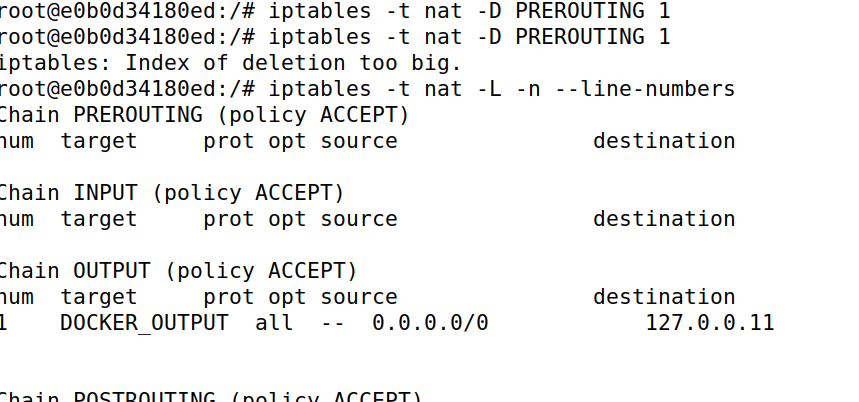 root@e0b0d34180ed:/# iptables -t nat -D PREROUTING 1
root@e0b0d34180ed:/# iptables -t nat -D PREROUTING 1
iptables: Index of deletion too big.
root@e0b0d34180ed:/# iptables -t nat -L -n --line-numbers
Chain PREROUTING (policy ACCEPT)
num  target     prot opt source               destination
Chain INPUT (policy ACCEPT)
num  target     prot opt source               destination
Chain OUTPUT (policy ACCEPT)
num  target     prot opt source               destination
1    DOCKER_OUTPUT  all  --  0.0.0.0/0            127.0.0.11
Chain POSTROUTING (policy ACCEPT)